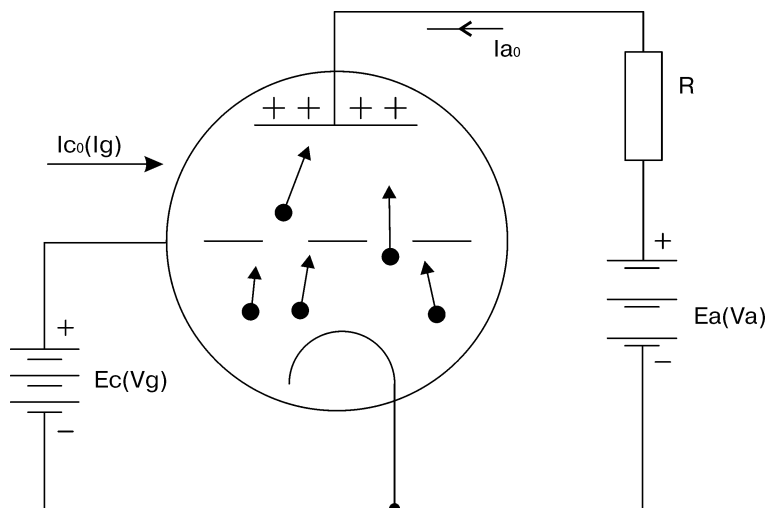 Ia₀
+ + + +
R
Ic₀(Ig)
+
Ea(Va)
−
+
Ec(Vg)
−